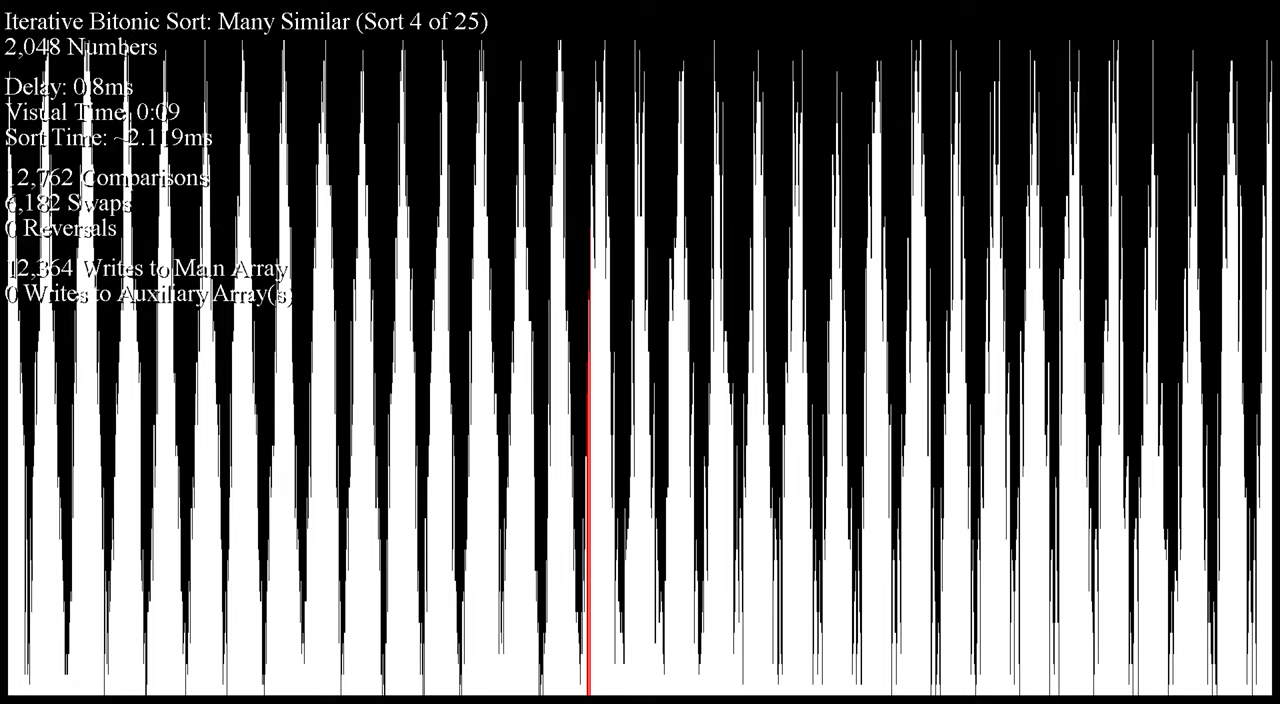 Iterative Bitonic Sort: Many Similar (Sort 4 of 25)
2,048 Numbers
Delay: 0.8ms
Visual Time: 0:09
Sort Time: ~2.119ms
12,762 Comparisons
6,182 Swaps
0 Reversals
12,364 Writes to Main Array
0 Writes to Auxiliary Array(s)